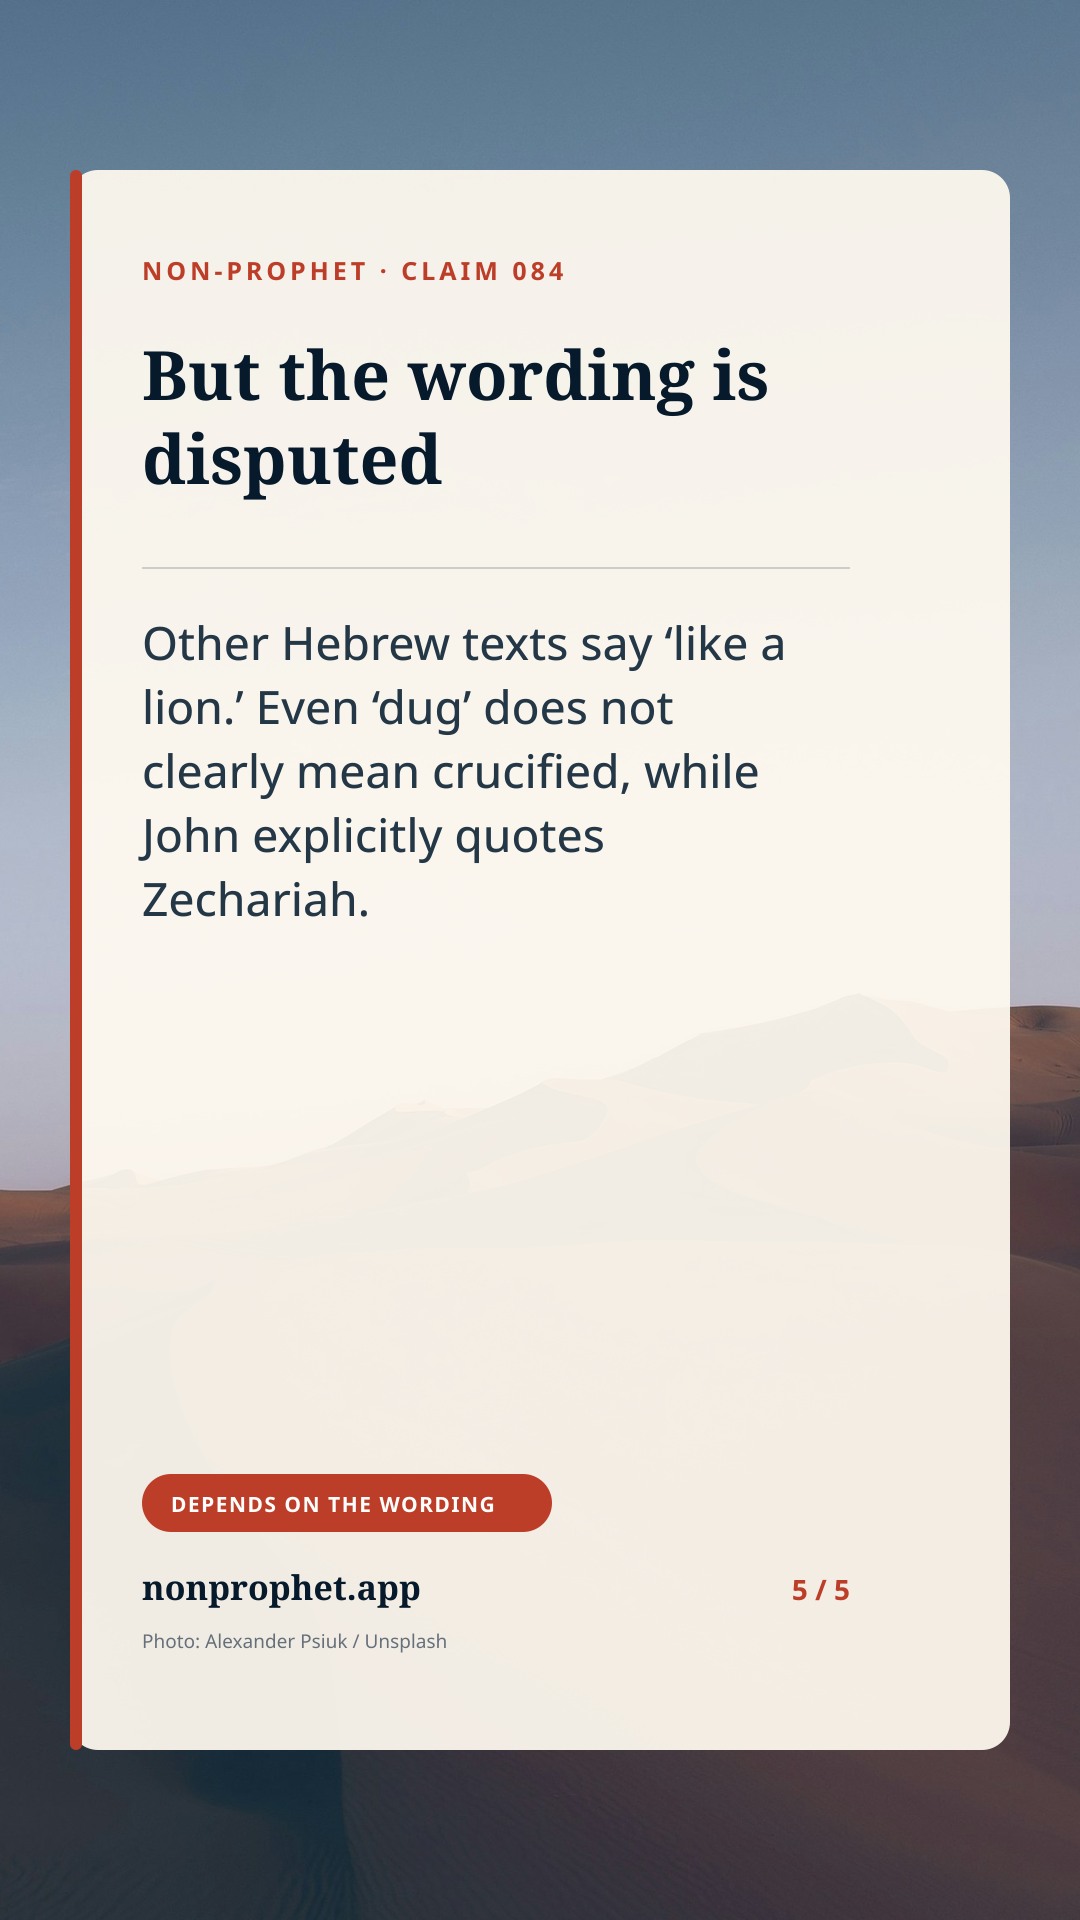 NON-PROPHET · CLAIM 084
But the wording is
disputed
Other Hebrew texts say ‘like a
lion.’ Even ‘dug’ does not
clearly mean crucified, while
John explicitly quotes
Zechariah.
DEPENDS ON THE WORDING
nonprophet.app
5 / 5
Photo: Alexander Psiuk / Unsplash